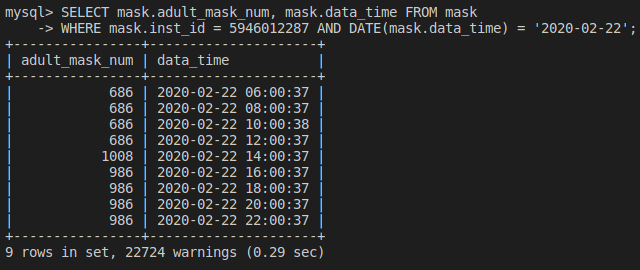 mysql> SELECT mask.adult_mask_num, mask.data_time FROM mask
    -> WHERE mask.inst_id = 5946012287 AND DATE(mask.data_time) = '2020-02-22';
+----------------+---------------------+
| adult_mask_num | data_time           |
+----------------+---------------------+
|            686 | 2020-02-22 06:00:37 |
|            686 | 2020-02-22 08:00:37 |
|            686 | 2020-02-22 10:00:38 |
|            686 | 2020-02-22 12:00:37 |
|           1008 | 2020-02-22 14:00:37 |
|            986 | 2020-02-22 16:00:37 |
|            986 | 2020-02-22 18:00:37 |
|            986 | 2020-02-22 20:00:37 |
|            986 | 2020-02-22 22:00:37 |
+----------------+---------------------+
9 rows in set, 22724 warnings (0.29 sec)